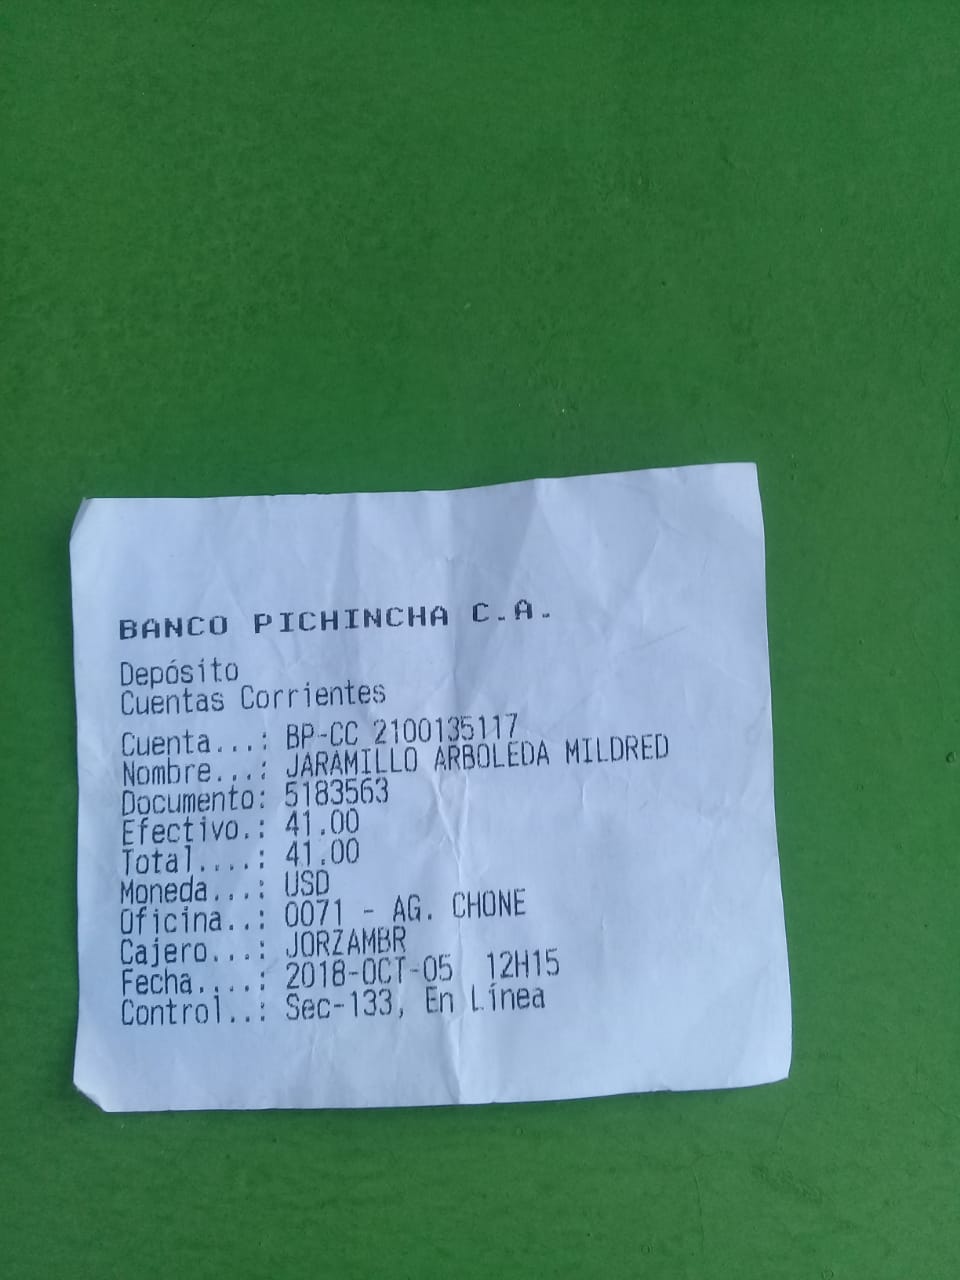 BANCO PICHINCHA C.A.
Depósito
Cuentas Corrientes
Cuenta...: BP-CC 2100135117
Nombre...: JARAMILLO ARBOLEDA MILDRED
Documento: 5183563
Efectivo.: 41.00
Total....: 41.00
Moneda...: USD
Oficina..: 0071 - AG. CHONE
Cajero...: JORZAMBR
Fecha....: 2018-OCT-05 12H15
Control..: Sec-133, En Línea